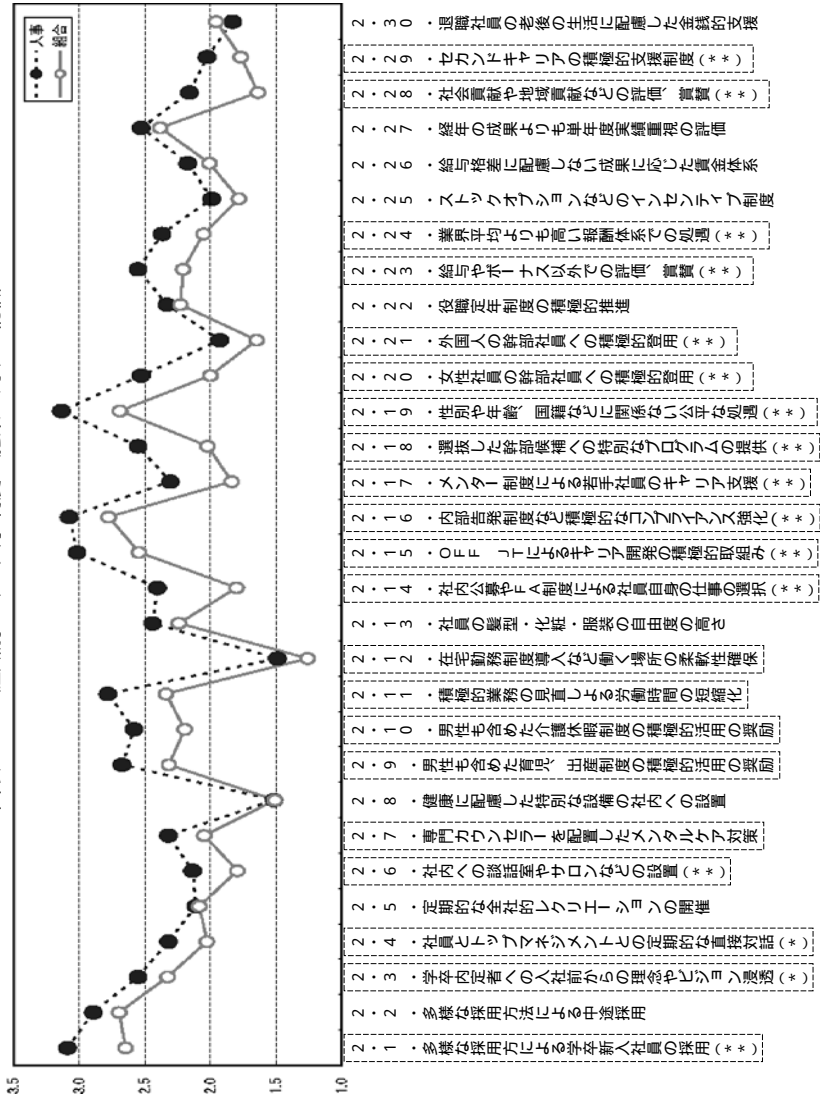 人事
組合
3.5
3.0
2.5
2.0
1.5
1.0
2・1 ・多様な採用方による学卒新入社員の採用(**)
2・2 ・多様な採用方法による中途採用
2・3 ・学卒内定者への入社前からの理念やビジョン浸透(*)
2・4 ・社員とトップマネジメントとの定期的な直接対話(*)
2・5 ・定期的な全社的レクリエーションの開催
2・6 ・社内への談話室やサロンなどの設置(**)
2・7 ・専門カウンセラーを配置したメンタルケア対策
2・8 ・健康に配慮した特別な設備の社内への設置
2・9 ・男性も含めた育児、出産制度の積極的活用の奨励
2・10 ・男性も含めた介護休暇制度の積極的活用の奨励
2・11 ・積極的業務の見直しによる労働時間の短縮化
2・12 ・在宅勤務制度導入など働く場所の柔軟性確保
2・13 ・社員の髪型・化粧・服装の自由度の高さ
2・14 ・社内公募やFA制度による社員自身の仕事の選択(**)
2・15 ・OFF JTによるキャリア開発の積極的取組み(**)
2・16 ・内部告発制度など積極的なコンプライアンス強化(**)
2・17 ・メンター制度による若手社員のキャリア支援(**)
2・18 ・選抜した幹部候補への特別なプログラムの提供(**)
2・19 ・性別や年齢、国籍などに関係ない公平な処遇(**)
2・20 ・女性社員の幹部社員への積極的登用(**)
2・21 ・外国人の幹部社員への積極的登用(**)
2・22 ・役職定年制度の積極的推進
2・23 ・給与やボーナス以外での評価、賞賛(**)
2・24 ・業界平均よりも高い報酬体系での処遇(**)
2・25 ・ストックオプションなどのインセンティブ制度
2・26 ・給与格差に配慮しない成果に応じた賃金体系
2・27 ・経年の成果よりも単年度実績重視の評価
2・28 ・社会貢献や地域貢献などの評価、賞賛(**)
2・29 ・セカンドキャリアの積極的支援制度(**)
2・30 ・退職社員の老後の生活に配慮した金銭的支援